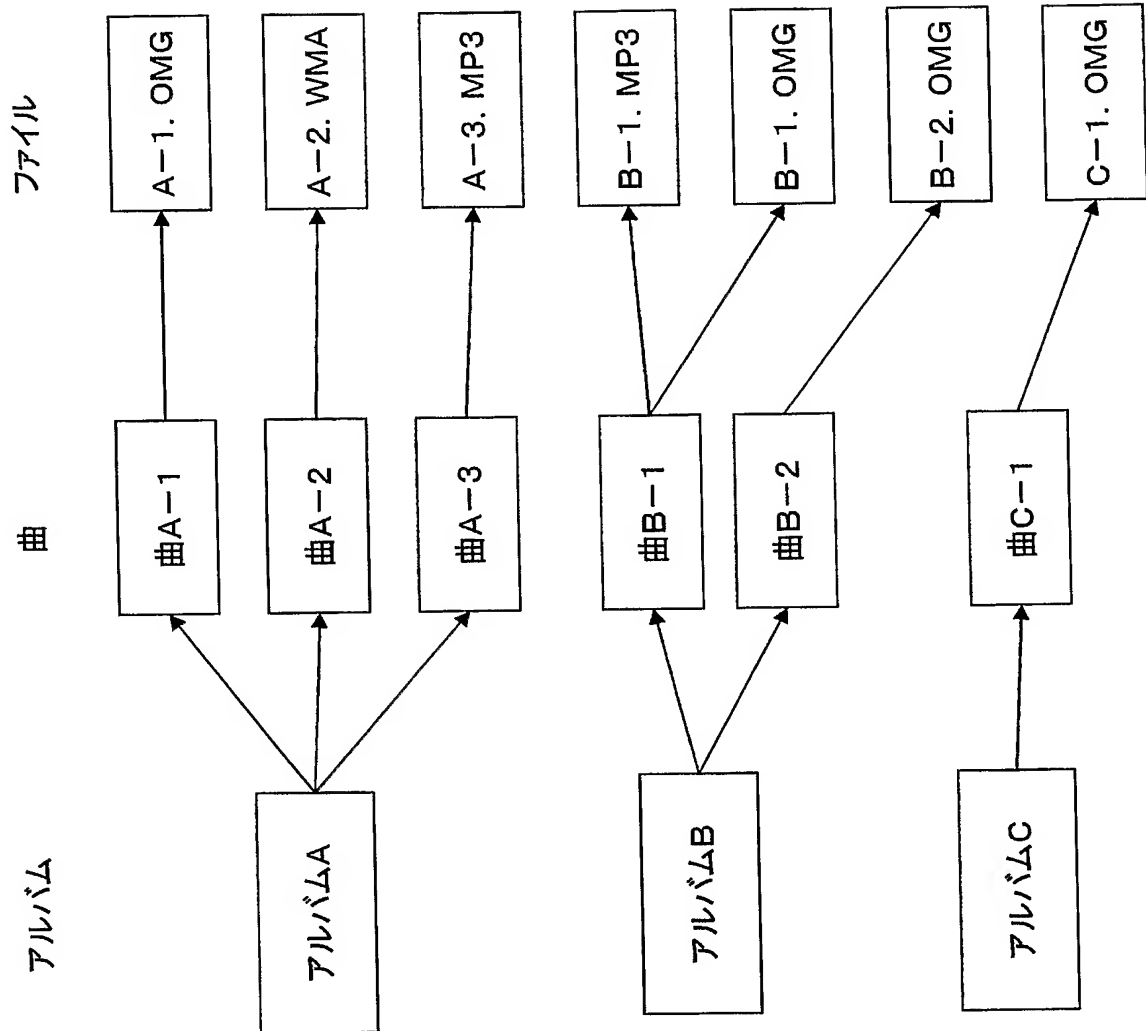 アルバム
曲
ファイル
アルバムA
曲A－1
A－1. OMG
曲A－2
A－2. WMA
曲A－3
A－3. MP3
アルバムB
曲B－1
B－1. MP3
B－1. OMG
曲B－2
B－2. OMG
アルバムC
曲C－1
C－1. OMG